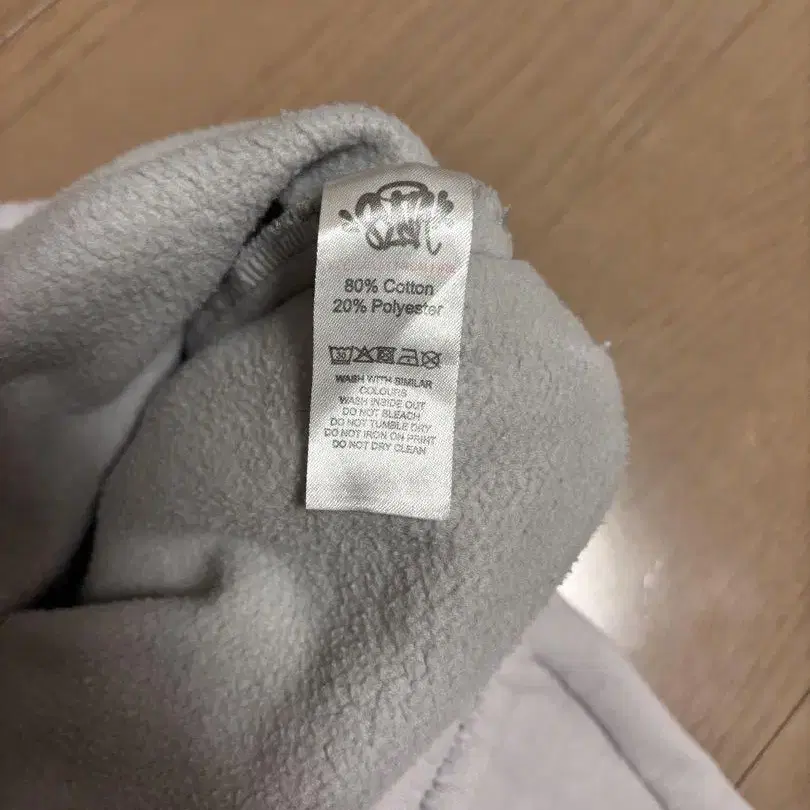 80% Cotton
20% Polyester
30
WASH WITH SIMILAR
COLOURS
WASH INSIDE OUT
DO NOT BLEACH
DO NOT TUMBLE DRY
DO NOT IRON ON PRINT
DO NOT DRY CLEAN